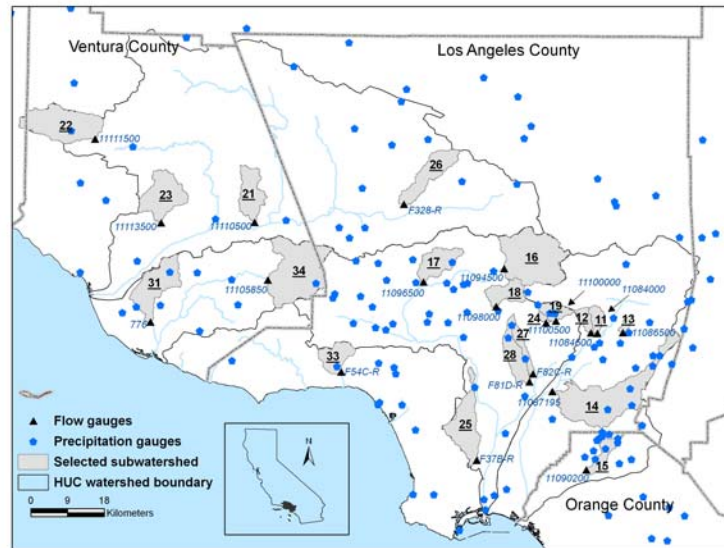 Ventura County
Los Angeles County
22
11111500
26
23
21
F328-R
11113500
11110500
16
17
11094500
34
31
11105850
11096500
18
11100000
11084000
19
11098000
24
12
11
13
11100500
11086500
776
27
11084500
28
33
F54C-R
F82C-R
F81D-R
11087195
14
25
F37B-R
15
11090200
Orange County
Flow gauges
Precipitation gauges
Selected subwatershed
HUC watershed boundary
0 9 18
Kilometers
N